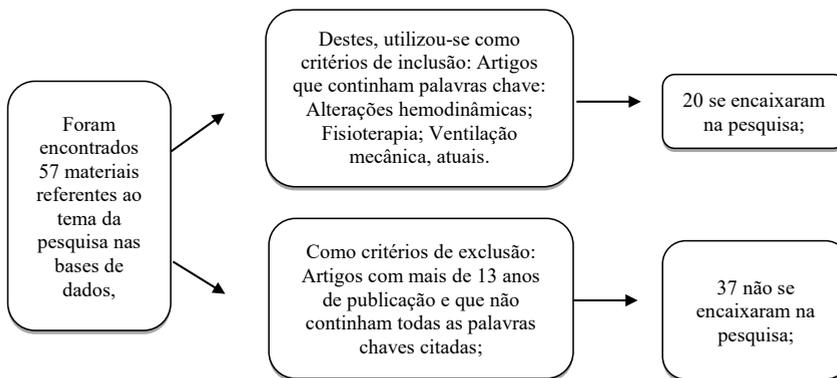 Foram
encontrados
57 materiais
referentes ao
tema da
pesquisa nas
bases de
dados,
Destes, utilizou-se como
critérios de inclusão: Artigos
que continham palavras chave:
Alterações hemodinâmicas;
Fisioterapia; Ventilação
mecânica, atuais.
20 se encaixaram
na pesquisa;
Como critérios de exclusão:
Artigos com mais de 13 anos
de publicação e que não
continham todas as palavras
chaves citadas;
37 não se
encaixaram na
pesquisa;